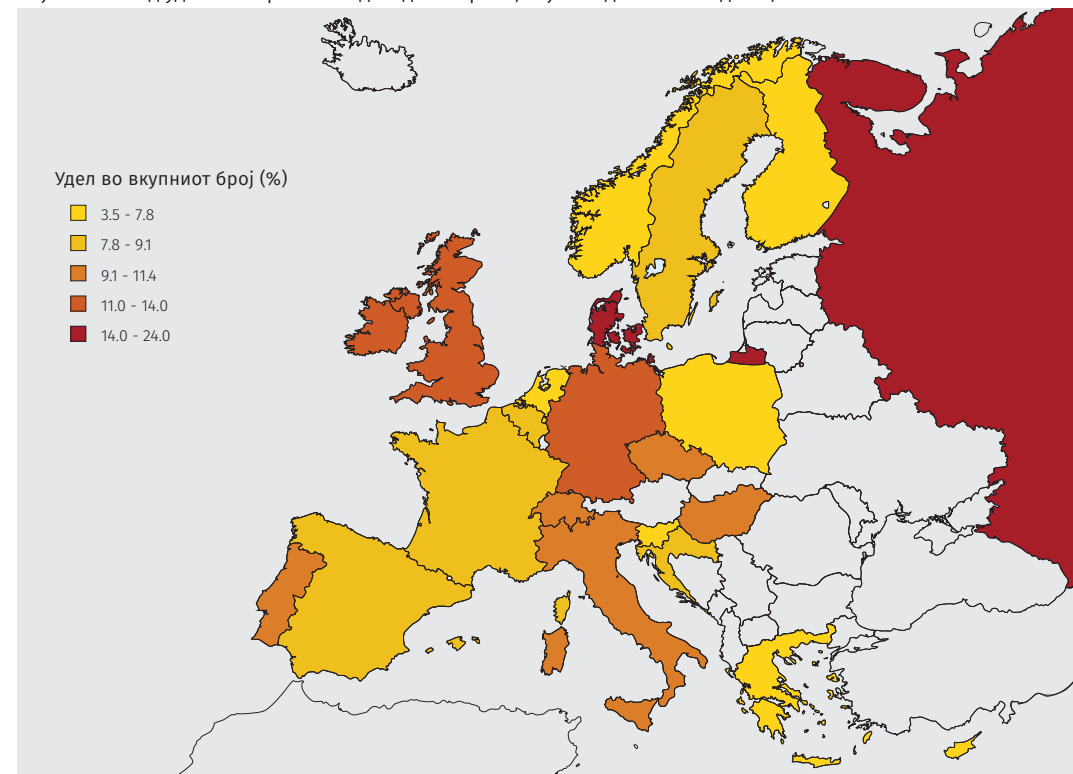 Удел во вкупниот број (%)
3.5 - 7.8
7.8 - 9.1
9.1 - 11.4
11.0 - 14.0
14.0 - 24.0